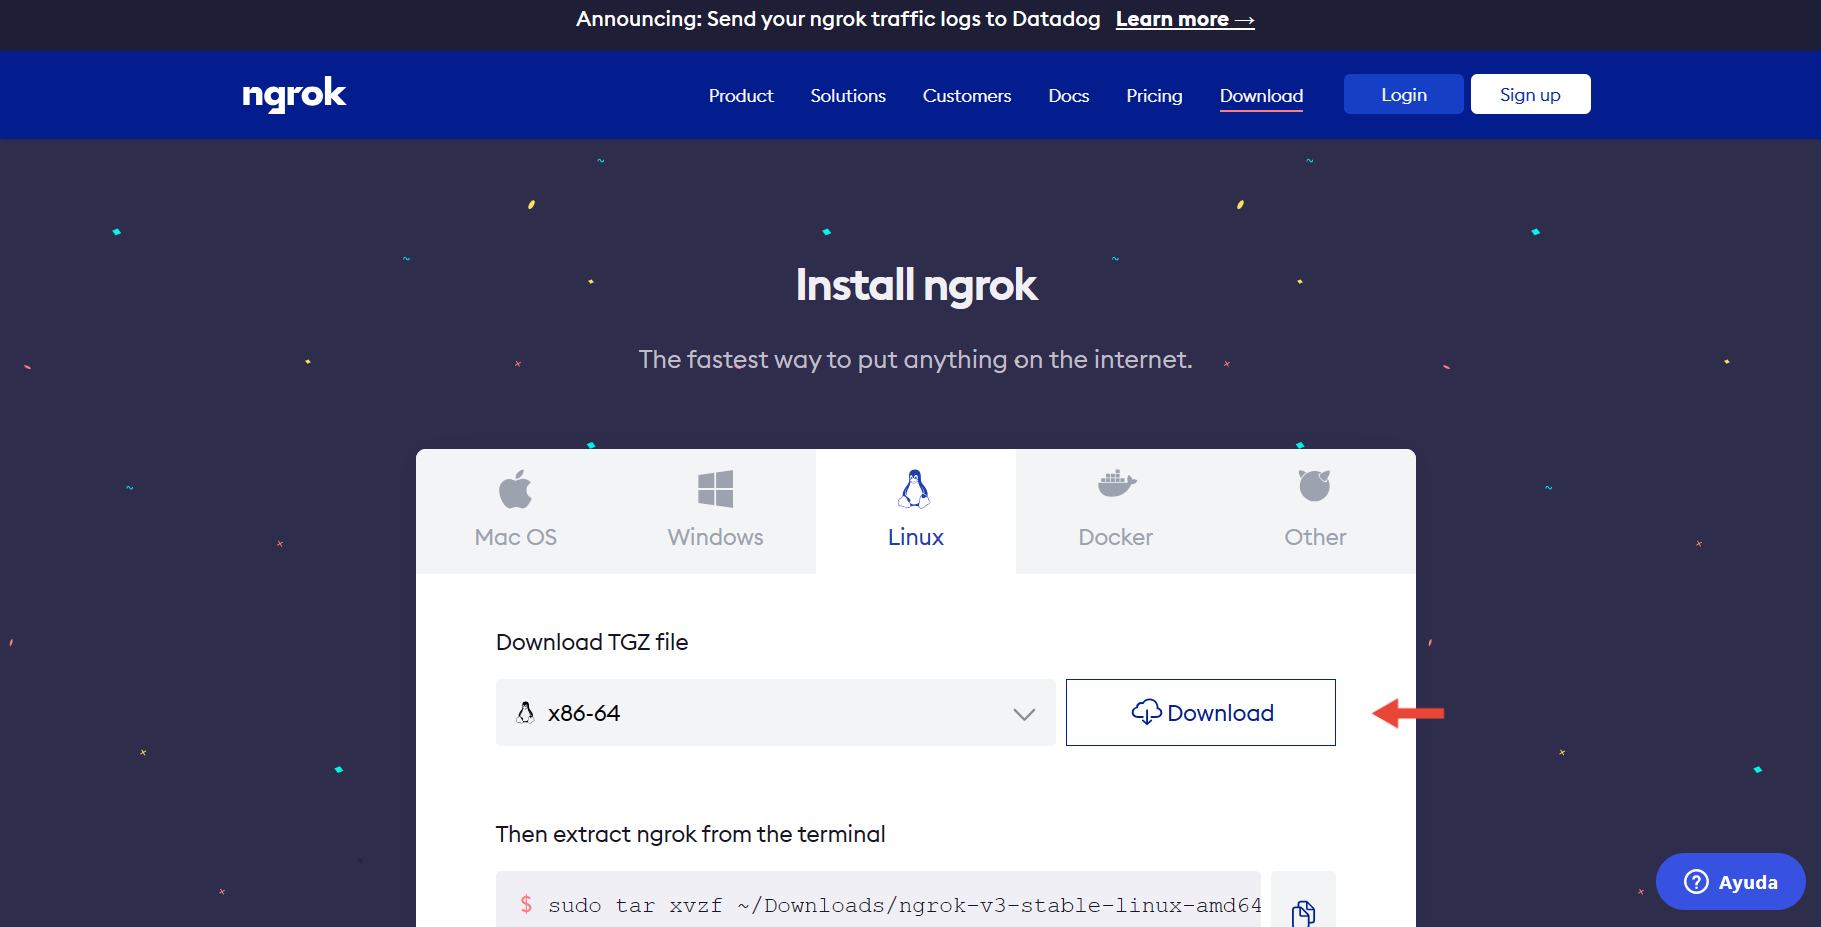 Announcing: Send your ngrok traffic logs to Datadog Learn more →
ngrok
Product Solutions Customers Docs Pricing Download Login Sign up
Install ngrok
The fastest way to put anything on the internet.
Mac OS Windows Linux Docker Other
Download TGZ file
x86-64
Download
Then extract ngrok from the terminal
$ sudo tar xvzf ~/Downloads/ngrok-v3-stable-linux-amd64
? Ayuda